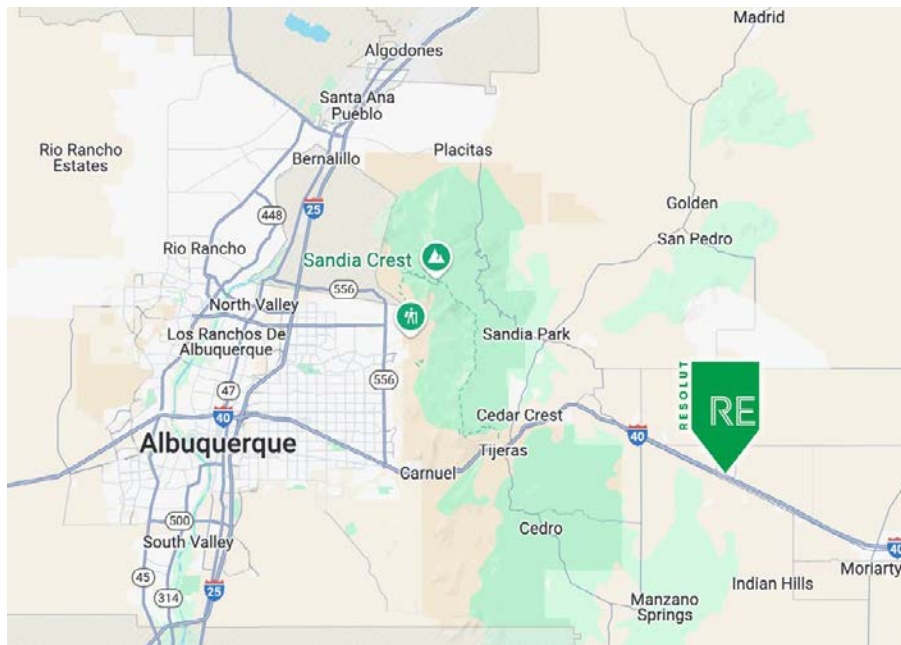 Madrid
Algodones
Santa Ana
Pueblo
Rio Rancho
Estates
Bernalillo
Placitas
25
448
Golden
San Pedro
Rio Rancho
Sandia Crest
556
North Valley
Los Ranchos De
Albuquerque
Sandia Park
RESOLUT
RE
556
47
40
Cedar Crest
40
Albuquerque
Tijeras
Carnuel
500
Cedro
South Valley
40
Moriarty
45
25
314
Indian Hills
Manzano
Springs